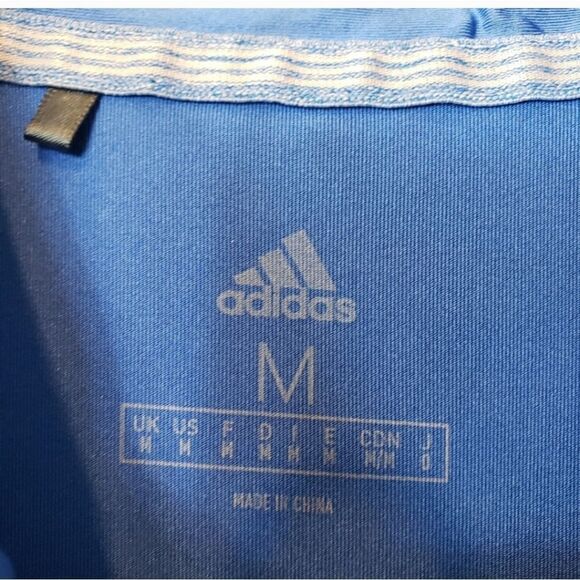 adidas
M
UK US F D I E CDN J
M M M M M M M/M O
MADE IN CHINA